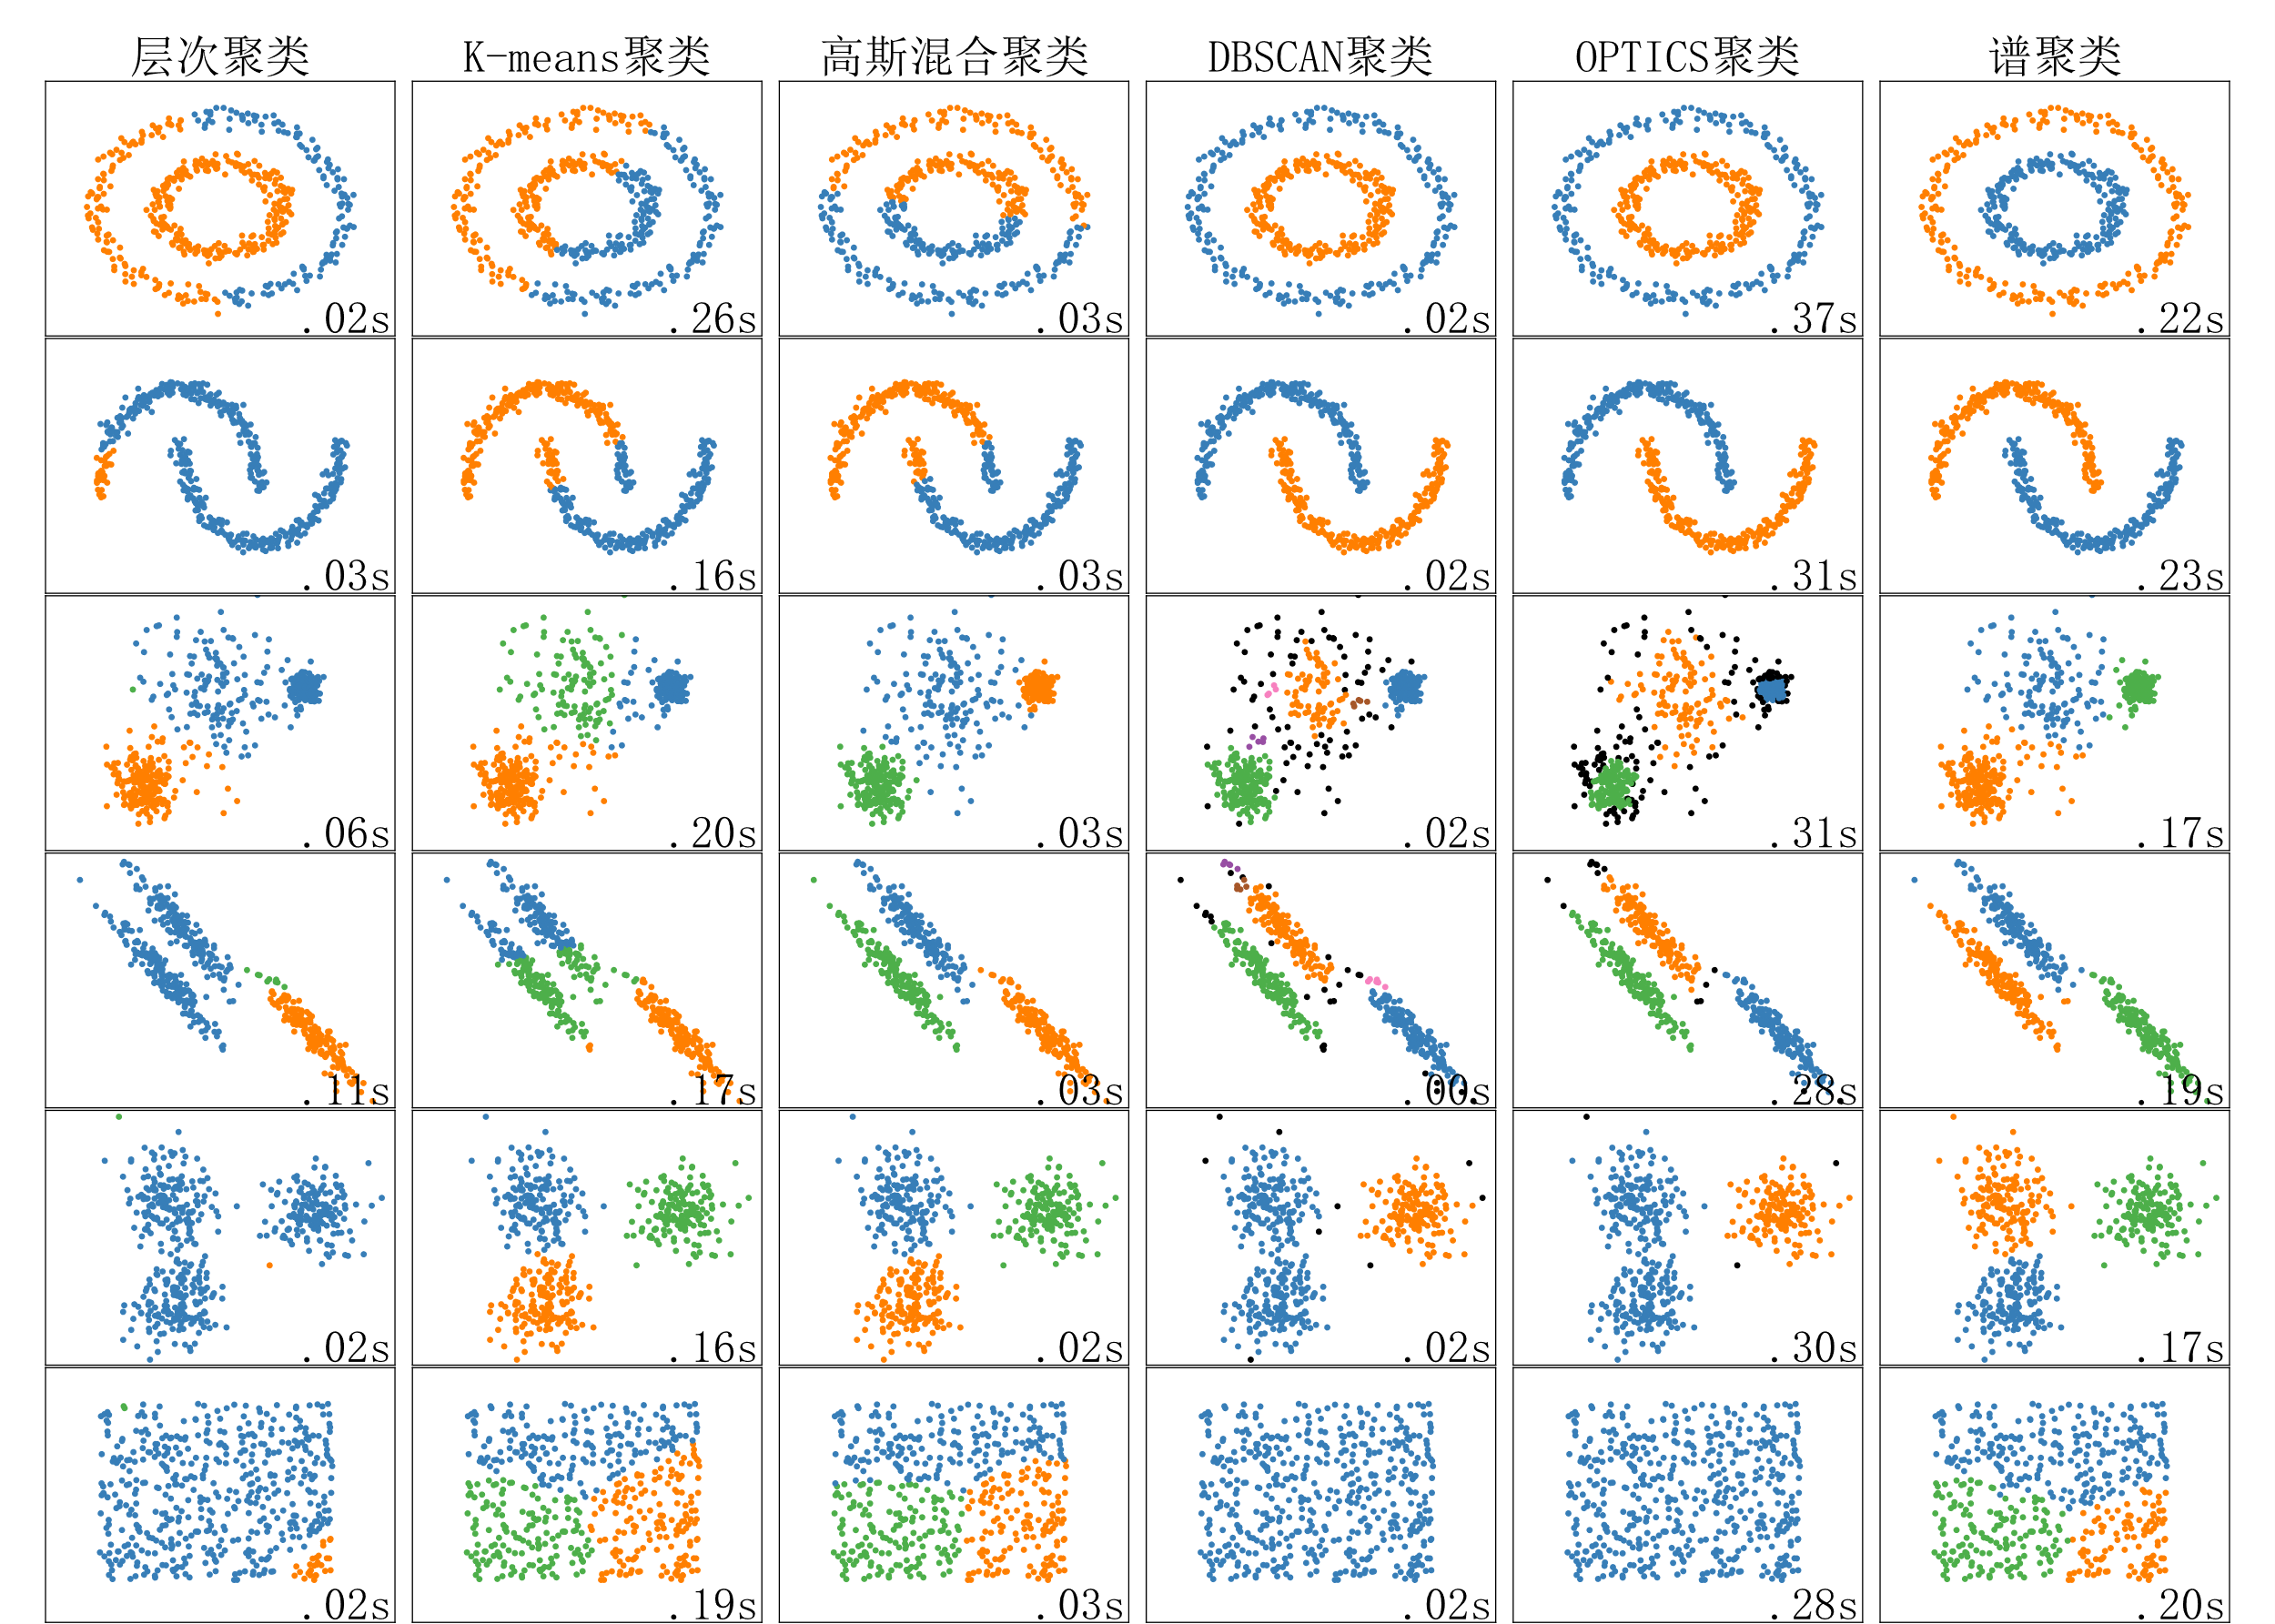 层次聚类 K-means聚类 高斯混合聚类 DBSCAN聚类 OPTICS聚类 谱聚类
.02s .26s .03s .02s .37s .22s
.03s .16s .03s .02s .31s .23s
.06s .20s .03s .02s .31s .17s
.11s .17s .03s .00s .28s .19s
.02s .16s .02s .02s .30s .17s
.02s .19s .03s .02s .28s .20s